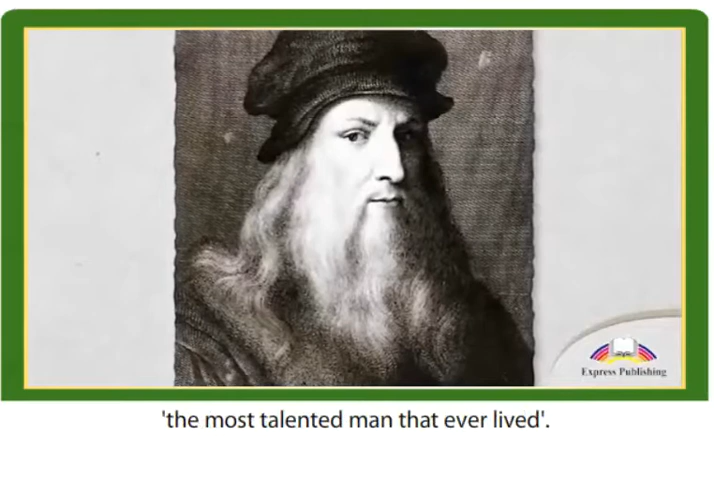 Express Publishing
'the most talented man that ever lived'.